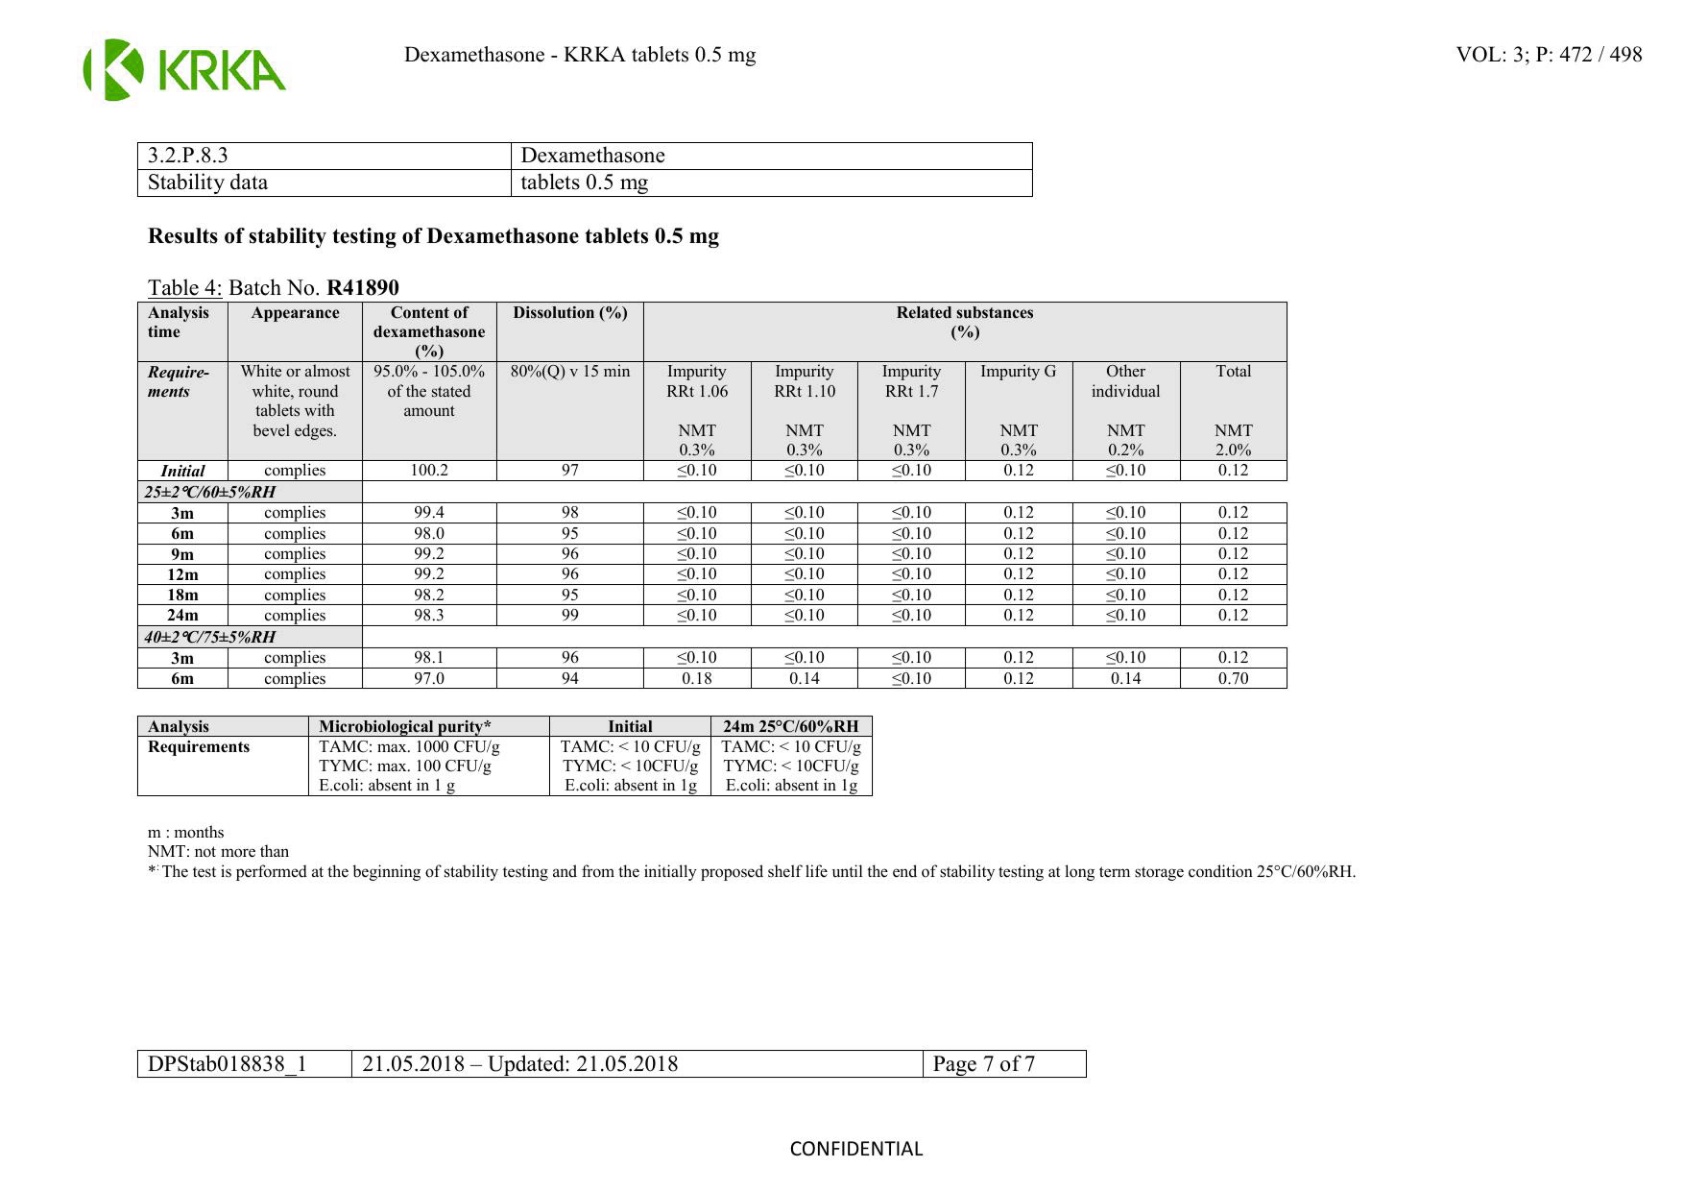 KRKA
Dexamethasone - KRKA tablets 0.5 mg
VOL: 3; P: 472 / 498
3.2.P.8.3 Dexamethasone
Stability data tablets 0.5 mg
Results of stability testing of Dexamethasone tablets 0.5 mg
Table 4: Batch No. R41890
Analysis time Appearance Content of dexamethasone (%) Dissolution (%) Related substances (%)
Require-ments White or almost white, round tablets with bevel edges. 95.0% - 105.0% of the stated amount 80%(Q) v 15 min Impurity RRt 1.06 NMT 0.3% Impurity RRt 1.10 NMT 0.3% Impurity RRt 1.7 NMT 0.3% Impurity G NMT 0.3% Other individual NMT 0.2% Total NMT 2.0%
Initial complies 100.2 97 ≤0.10 ≤0.10 ≤0.10 0.12 ≤0.10 0.12
25±2°C/60±5%RH
3m complies 99.4 98 ≤0.10 ≤0.10 ≤0.10 0.12 ≤0.10 0.12
6m complies 98.0 95 ≤0.10 ≤0.10 ≤0.10 0.12 ≤0.10 0.12
9m complies 99.2 96 ≤0.10 ≤0.10 ≤0.10 0.12 ≤0.10 0.12
12m complies 99.2 96 ≤0.10 ≤0.10 ≤0.10 0.12 ≤0.10 0.12
18m complies 98.2 95 ≤0.10 ≤0.10 ≤0.10 0.12 ≤0.10 0.12
24m complies 98.3 99 ≤0.10 ≤0.10 ≤0.10 0.12 ≤0.10 0.12
40±2°C/75±5%RH
3m complies 98.1 96 ≤0.10 ≤0.10 ≤0.10 0.12 ≤0.10 0.12
6m complies 97.0 94 0.18 0.14 ≤0.10 0.12 0.14 0.70
Analysis Microbiological purity* Initial 24m 25°C/60%RH
Requirements TAMC: max. 1000 CFU/g TAMC: < 10 CFU/g TAMC: < 10 CFU/g
TYMC: max. 100 CFU/g TYMC: < 10CFU/g TYMC: < 10CFU/g
E.coli: absent in 1 g E.coli: absent in 1g E.coli: absent in 1g
m : months
NMT: not more than
*: The test is performed at the beginning of stability testing and from the initially proposed shelf life until the end of stability testing at long term storage condition 25°C/60%RH.
DPStab018838_1 21.05.2018 – Updated: 21.05.2018 Page 7 of 7
CONFIDENTIAL